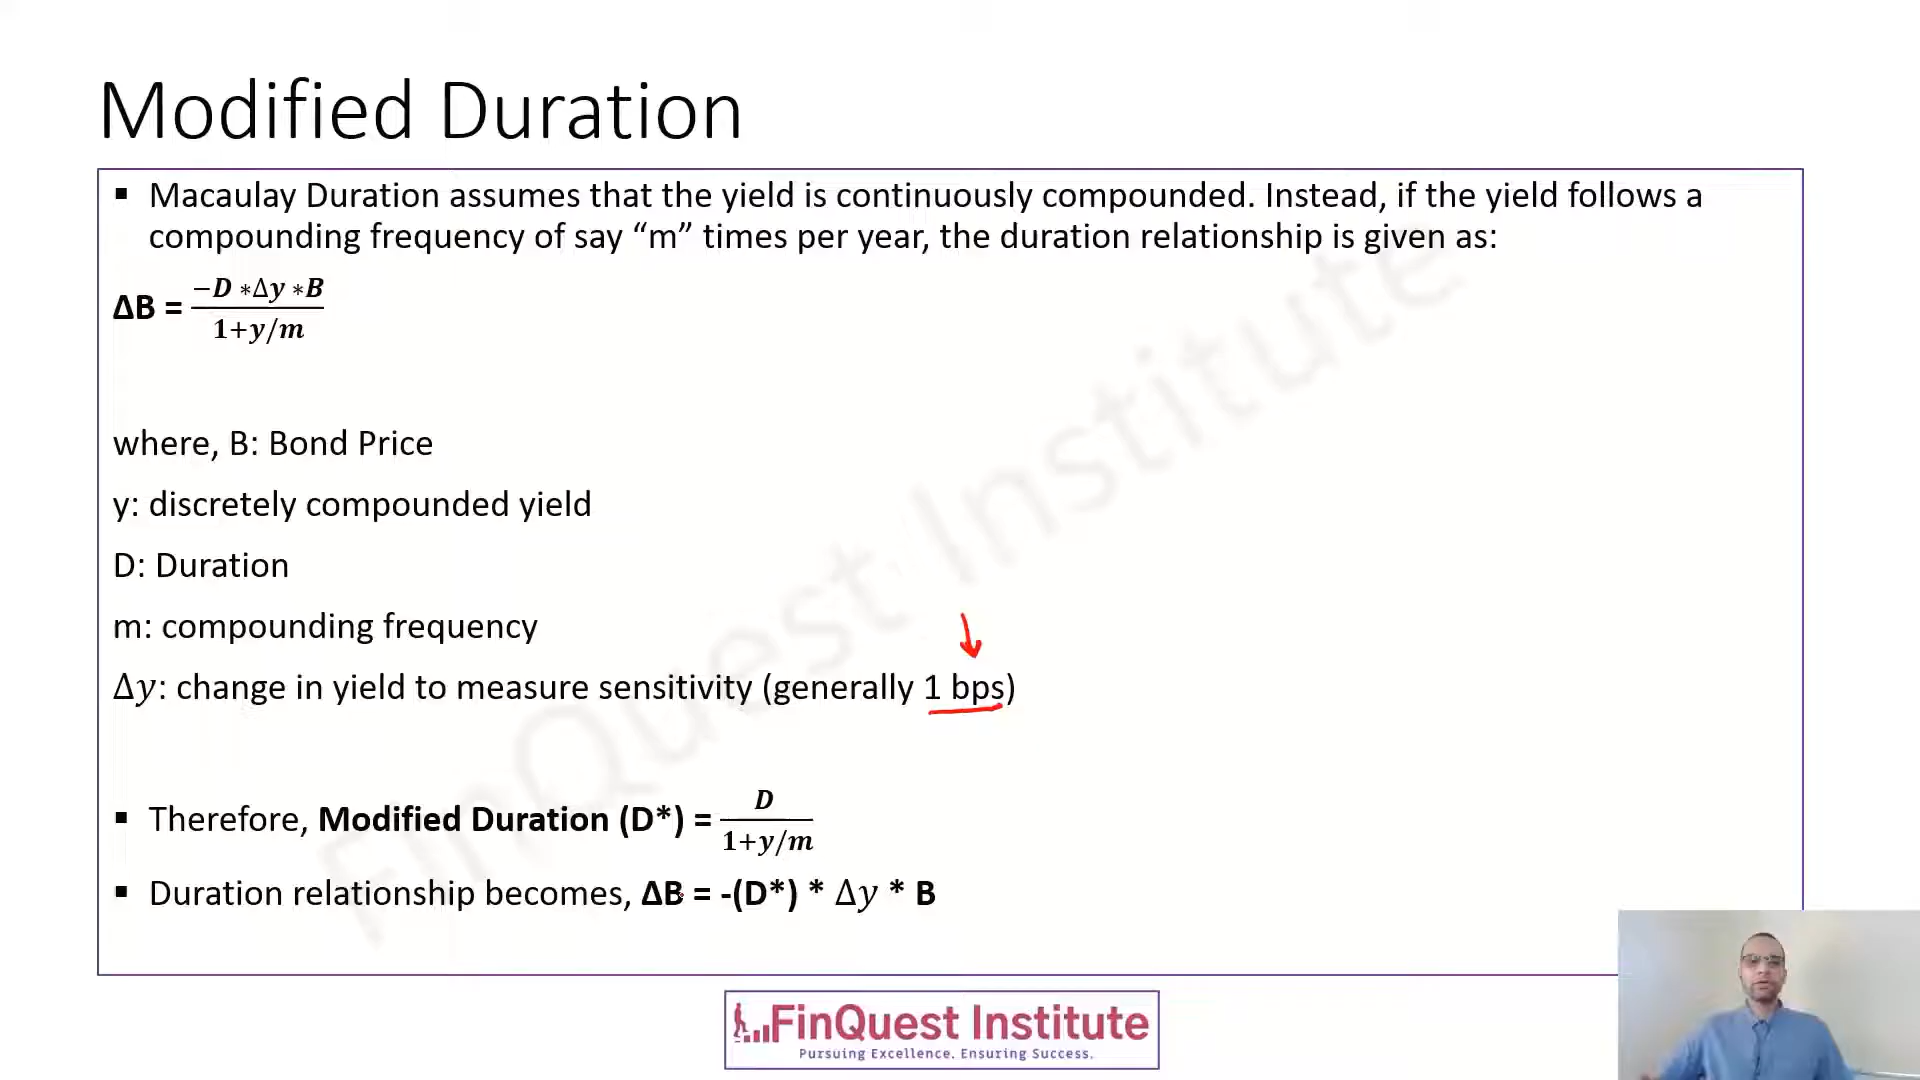 Modified Duration
▪ Macaulay Duration assumes that the yield is continuously compounded. Instead, if the yield follows a
compounding frequency of say “m” times per year, the duration relationship is given as:
ΔB = −D ∗Δy ∗B / 1+y/m
where, B: Bond Price
y: discretely compounded yield
D: Duration
m: compounding frequency
Δy: change in yield to measure sensitivity (generally 1 bps)
▪ Therefore, Modified Duration (D*) = D / 1+y/m
▪ Duration relationship becomes, ΔB = -(D*) * Δy * B
FinQuest Institute
FinQuest Institute
Pursuing Excellence. Ensuring Success.